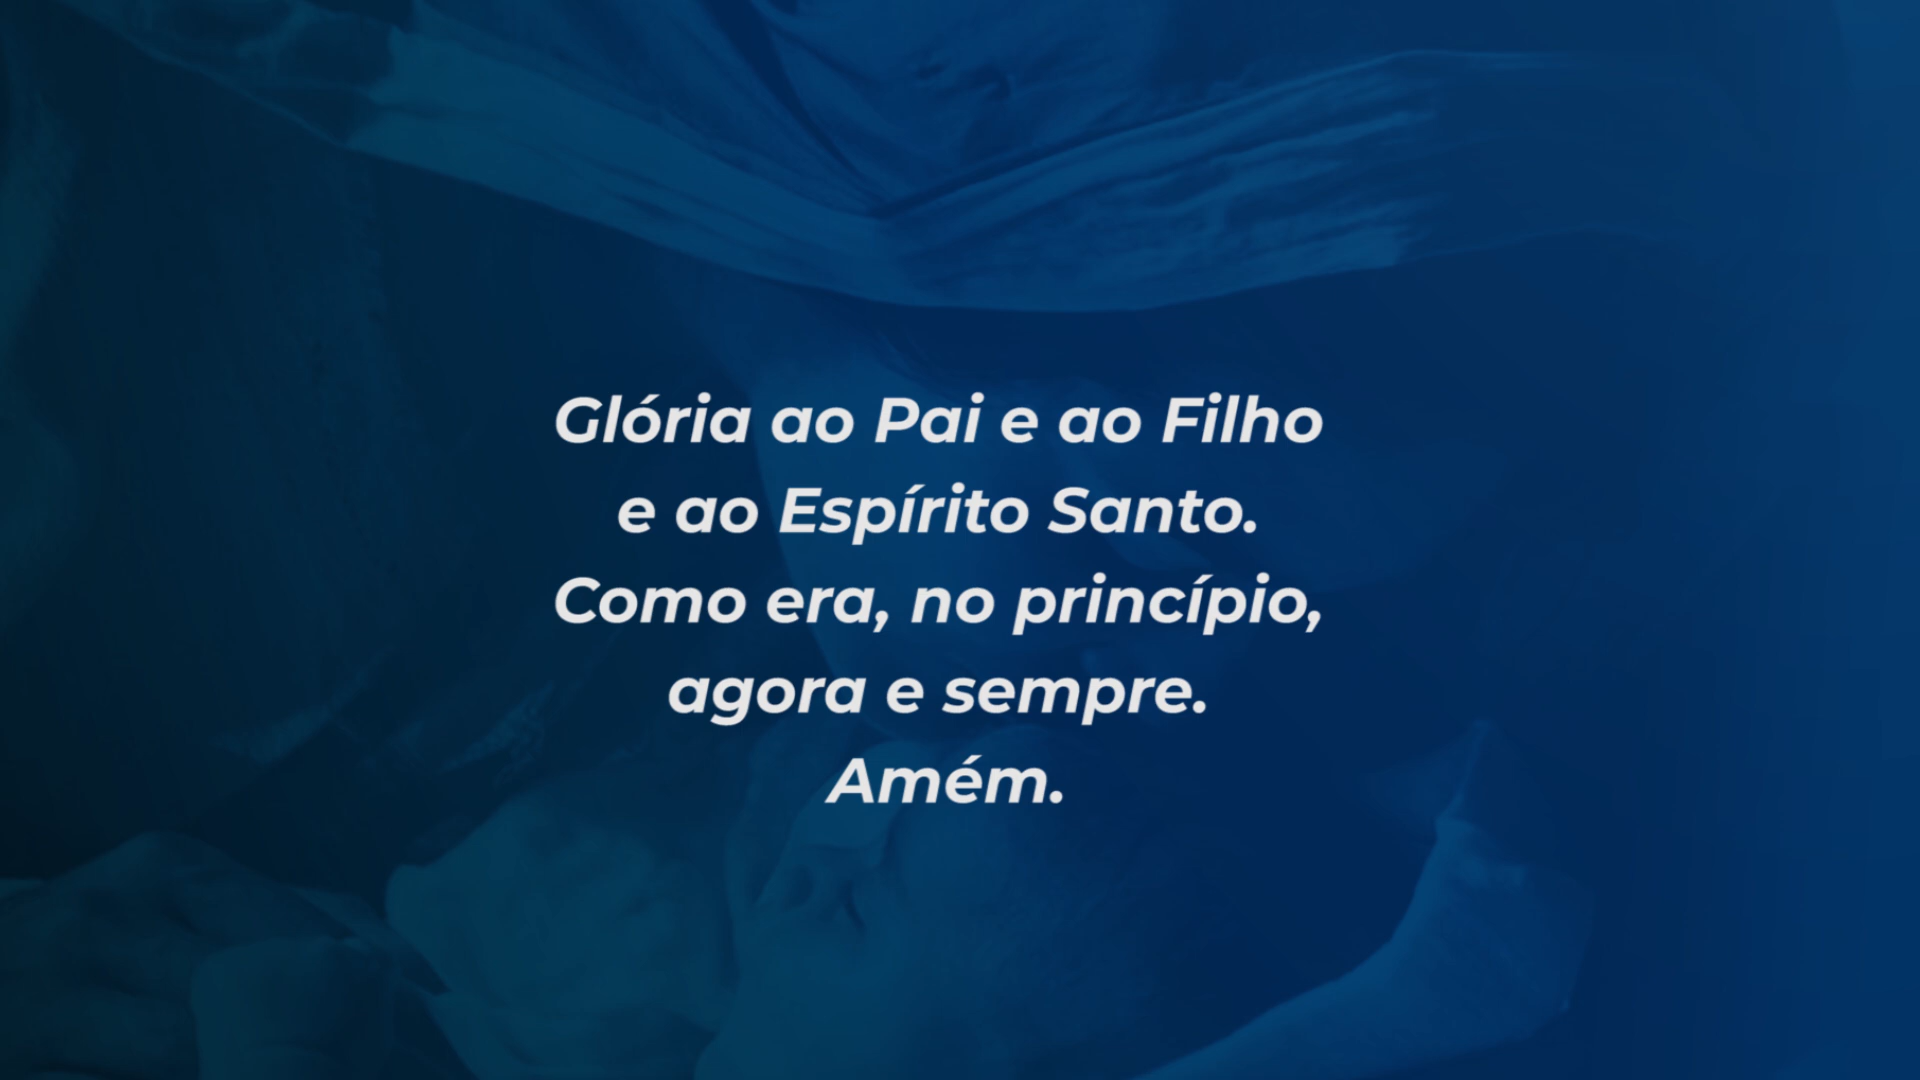 Glória ao Pai e ao Filho
e ao Espírito Santo.
Como era, no princípio,
agora e sempre.
Amém.